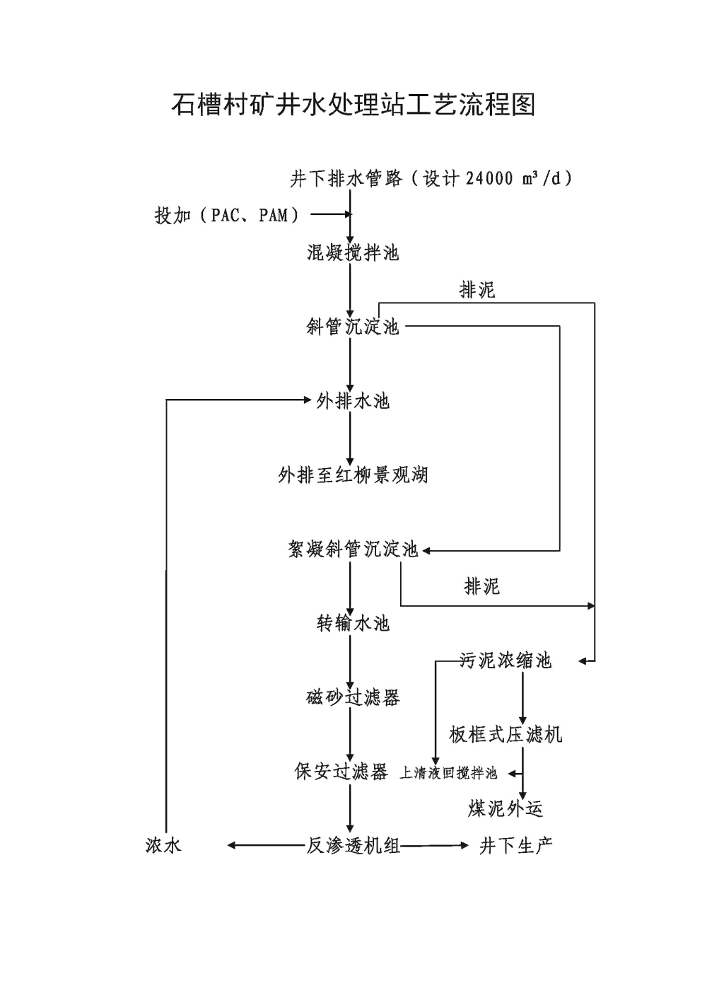 石槽村矿井水处理站工艺流程图
井下排水管路（设计 24000 m³/d）
投加（PAC、PAM）
混凝搅拌池
排泥
斜管沉淀池
外排水池
外排至红柳景观湖
絮凝斜管沉淀池
排泥
转输水池
污泥浓缩池
磁砂过滤器
板框式压滤机
保安过滤器 上清液回搅拌池
煤泥外运
浓水 反渗透机组 井下生产